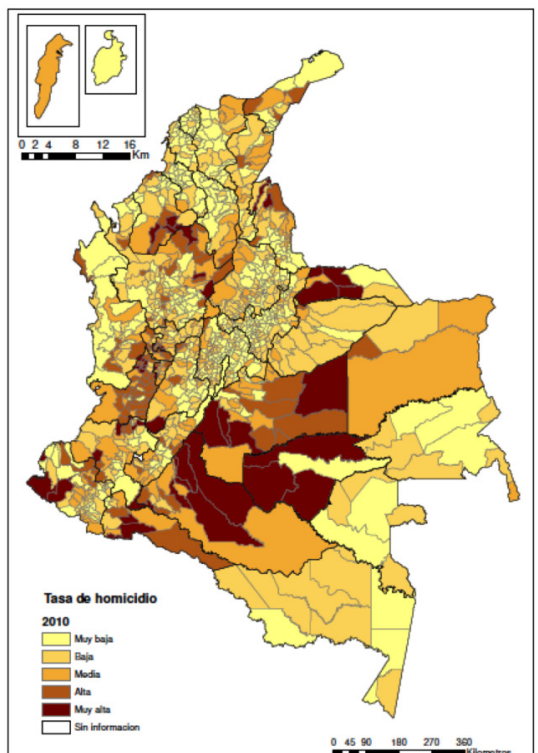 0 2 4 8 12 16
Km
Tasa de homicidio
2010
Muy baja
Baja
Media
Alta
Muy alta
Sin informacion
0 45 90 180 270 360